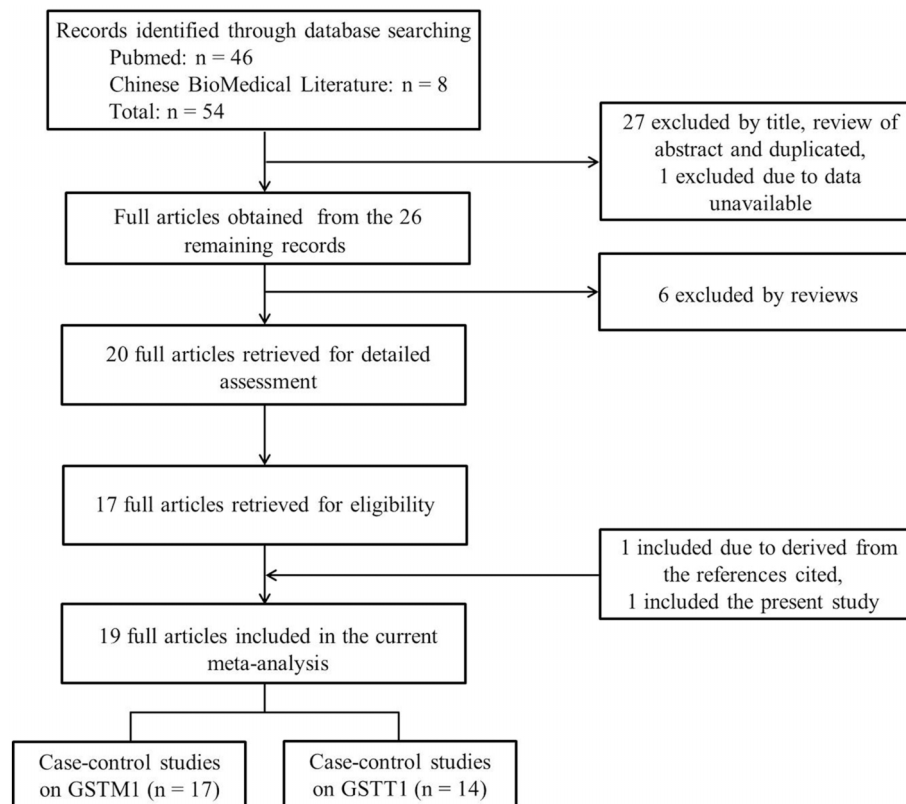 Records identified through database searching
Pubmed: n = 46
Chinese BioMedical Literature: n = 8
Total: n = 54
27 excluded by title, review of
abstract and duplicated,
1 excluded due to data
unavailable
Full articles obtained from the 26
remaining records
6 excluded by reviews
20 full articles retrieved for detailed
assessment
17 full articles retrieved for eligibility
1 included due to derived from
the references cited,
1 included the present study
19 full articles included in the current
meta-analysis
Case-control studies
on GSTM1 (n = 17)
Case-control studies
on GSTT1 (n = 14)